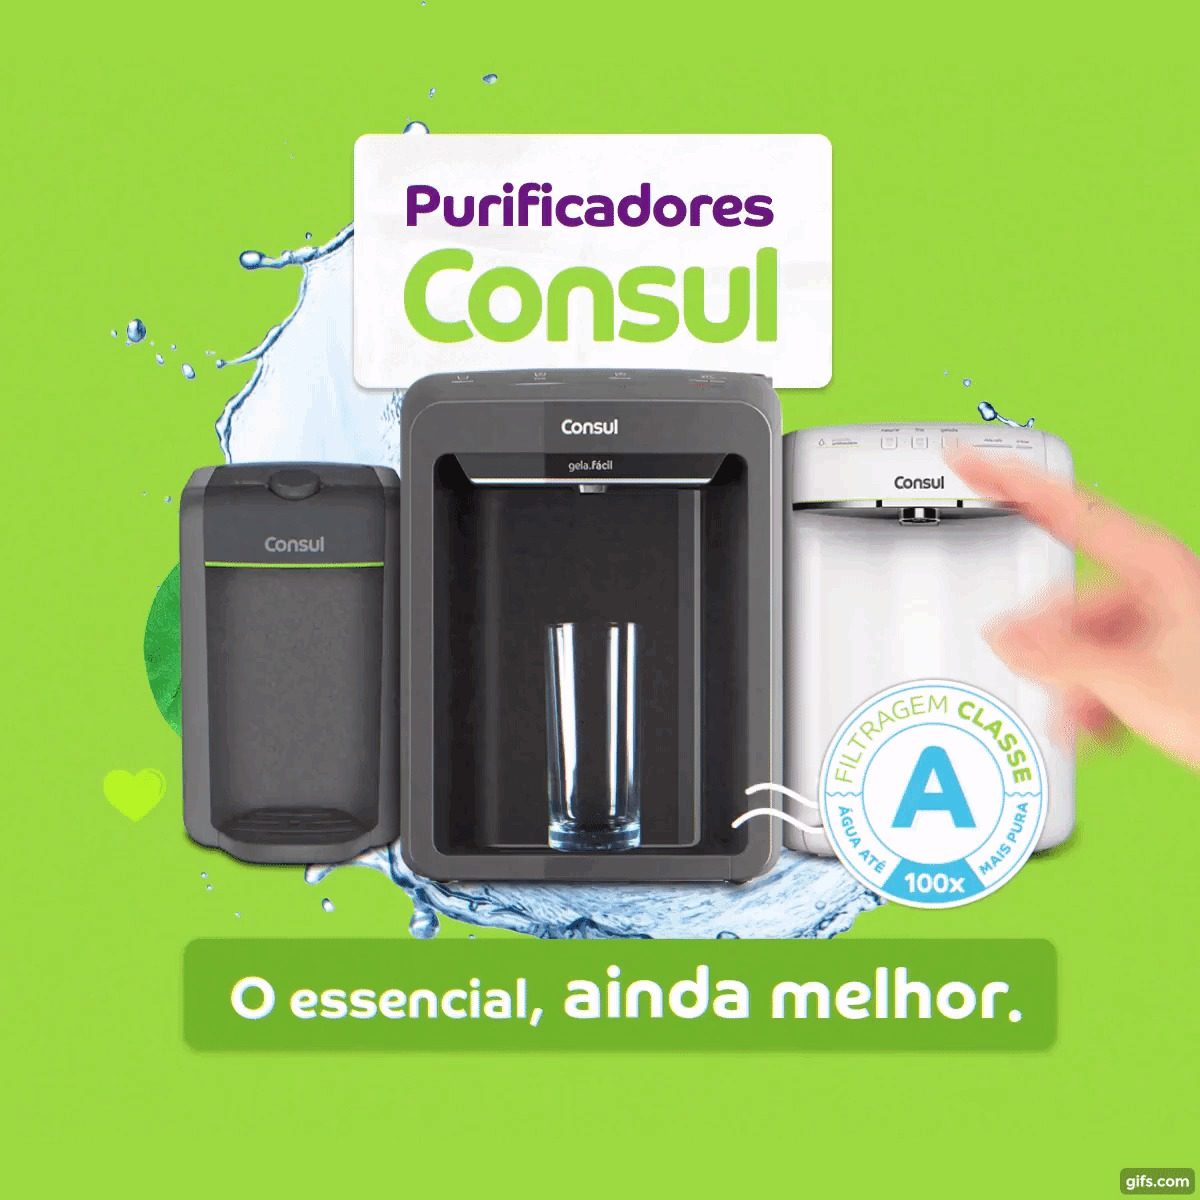 Purificadores
Consul
Consul
gela.fácil
Consul
Consul
FILTRAGEM CLASSE
A
ÁGUA ATÉ
100x
MAIS PURA
O essencial, ainda melhor.
gifs.com